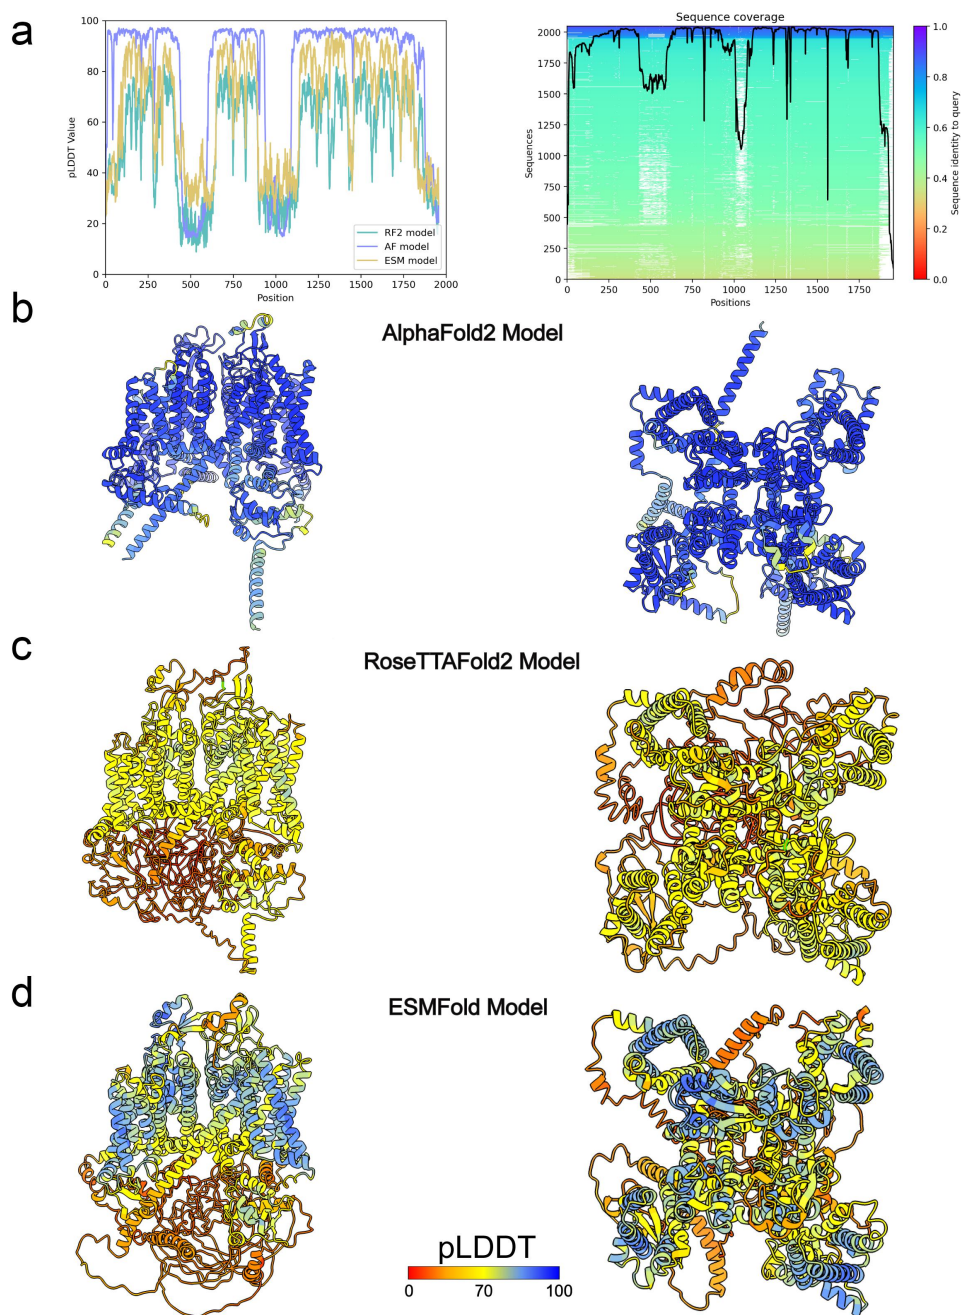 a
100
80
60
40
20
0
pLDDT Value
RF2 model
AF model
ESM model
0 250 500 750 1000 1250 1500 1750 2000
Position
Sequence coverage
2000
1750
1500
1250
1000
750
500
250
0
Sequences
0 250 500 750 1000 1250 1500 1750
Positions
1.0
0.8
0.6
0.4
0.2
0.0
Sequence identity to query
b
AlphaFold2 Model
c
RoseTTAFold2 Model
d
ESMFold Model
pLDDT
0 70 100